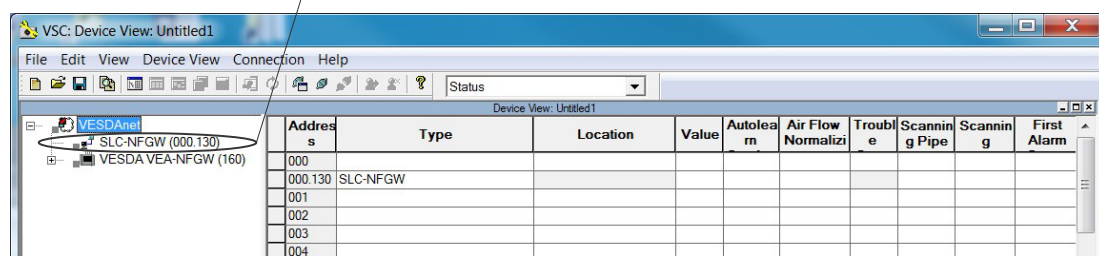 VSC: Device View: Untitled1
File Edit View Device View Connection Help
Status
Device View: Untitled1
VESDAnet
SLC-NFGW (000.130)
VESDA VEA-NFGW (160)
Addres
s Type Location Value Autolea
rn Air Flow
Normalizi Troubl
e Scannin
g Pipe Scannin
g First
Alarm
000
000.130 SLC-NFGW
001
002
003
004